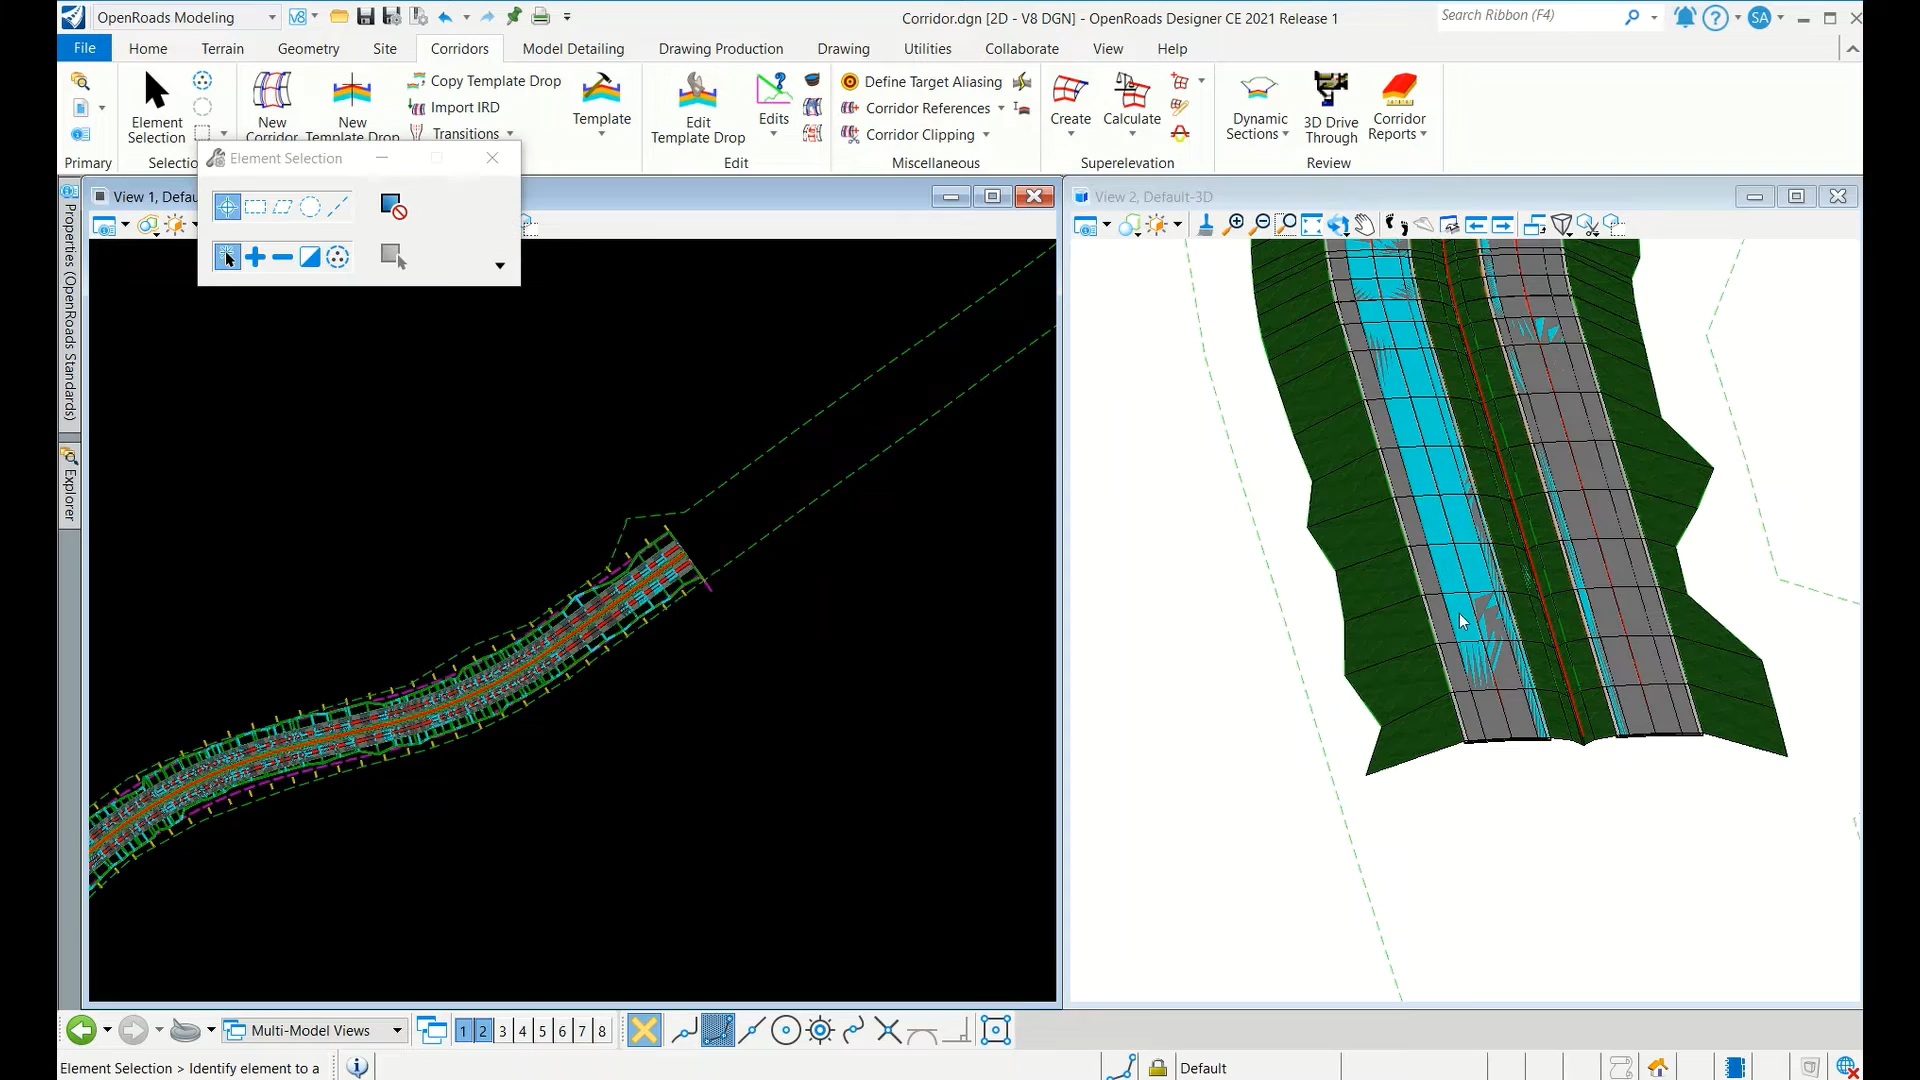 OpenRoads Modeling
V8
Corridor.dgn [2D - V8 DGN] - OpenRoads Designer CE 2021 Release 1
Search Ribbon (F4)
SA
File
Home
Terrain
Geometry
Site
Corridors
Model Detailing
Drawing Production
Drawing
Utilities
Collaborate
View
Help
Element
Selection
New
Corridor
New
Template Drop
Copy Template Drop
Import IRD
Transitions
Template
Edit
Template Drop
Edits
Define Target Aliasing
Corridor References
Corridor Clipping
Create
Calculate
Dynamic
Sections
3D Drive
Through
Corridor
Reports
Primary
Selectio
Edit
Miscellaneous
Superelevation
Review
Element Selection
View 1, Defau
View 2, Default-3D
Properties (OpenRoads Standards)
Explorer
Multi-Model Views
1 2 3 4 5 6 7 8
Element Selection > Identify element to a
Default